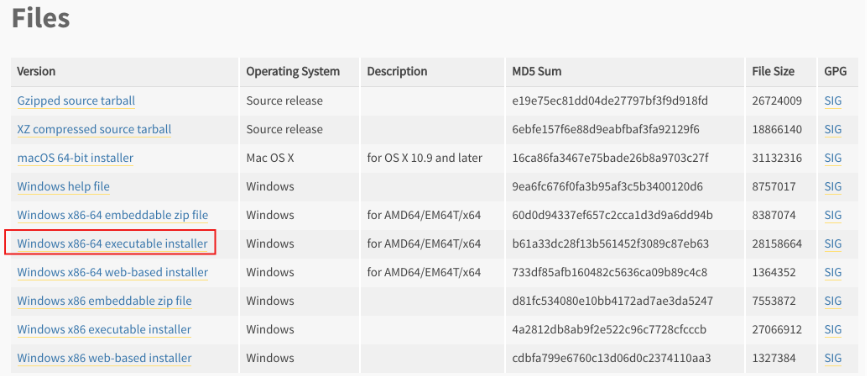 Files
Version Operating System Description MD5 Sum File Size GPG
Gzipped source tarball Source release e19e75ec81dd04de27797bf3f9d918fd 26724009 SIG
XZ compressed source tarball Source release 6ebfe157f6e88d9eabfbaf3fa92129f6 18866140 SIG
macOS 64-bit installer Mac OS X for OS X 10.9 and later 16ca86fa3467e75bade26b8a9703c27f 31132316 SIG
Windows help file Windows 9ea6fc676f0fa3b95af3c5b3400120d6 8757017 SIG
Windows x86-64 embeddable zip file Windows for AMD64/EM64T/x64 60d0d94337ef657c2cca1d3d9a6dd94b 8387074 SIG
Windows x86-64 executable installer Windows for AMD64/EM64T/x64 b61a33dc28f13b561452f3089c87eb63 28158664 SIG
Windows x86-64 web-based installer Windows for AMD64/EM64T/x64 733df85afb160482c5636ca09b89c4c8 1364352 SIG
Windows x86 embeddable zip file Windows d81fc534080e10bb4172ad7ae3da5247 7553872 SIG
Windows x86 executable installer Windows 4a2812db8ab9f2e522c96c7728cfcccb 27066912 SIG
Windows x86 web-based installer Windows cdbfa799e6760c13d06d0c2374110aa3 1327384 SIG